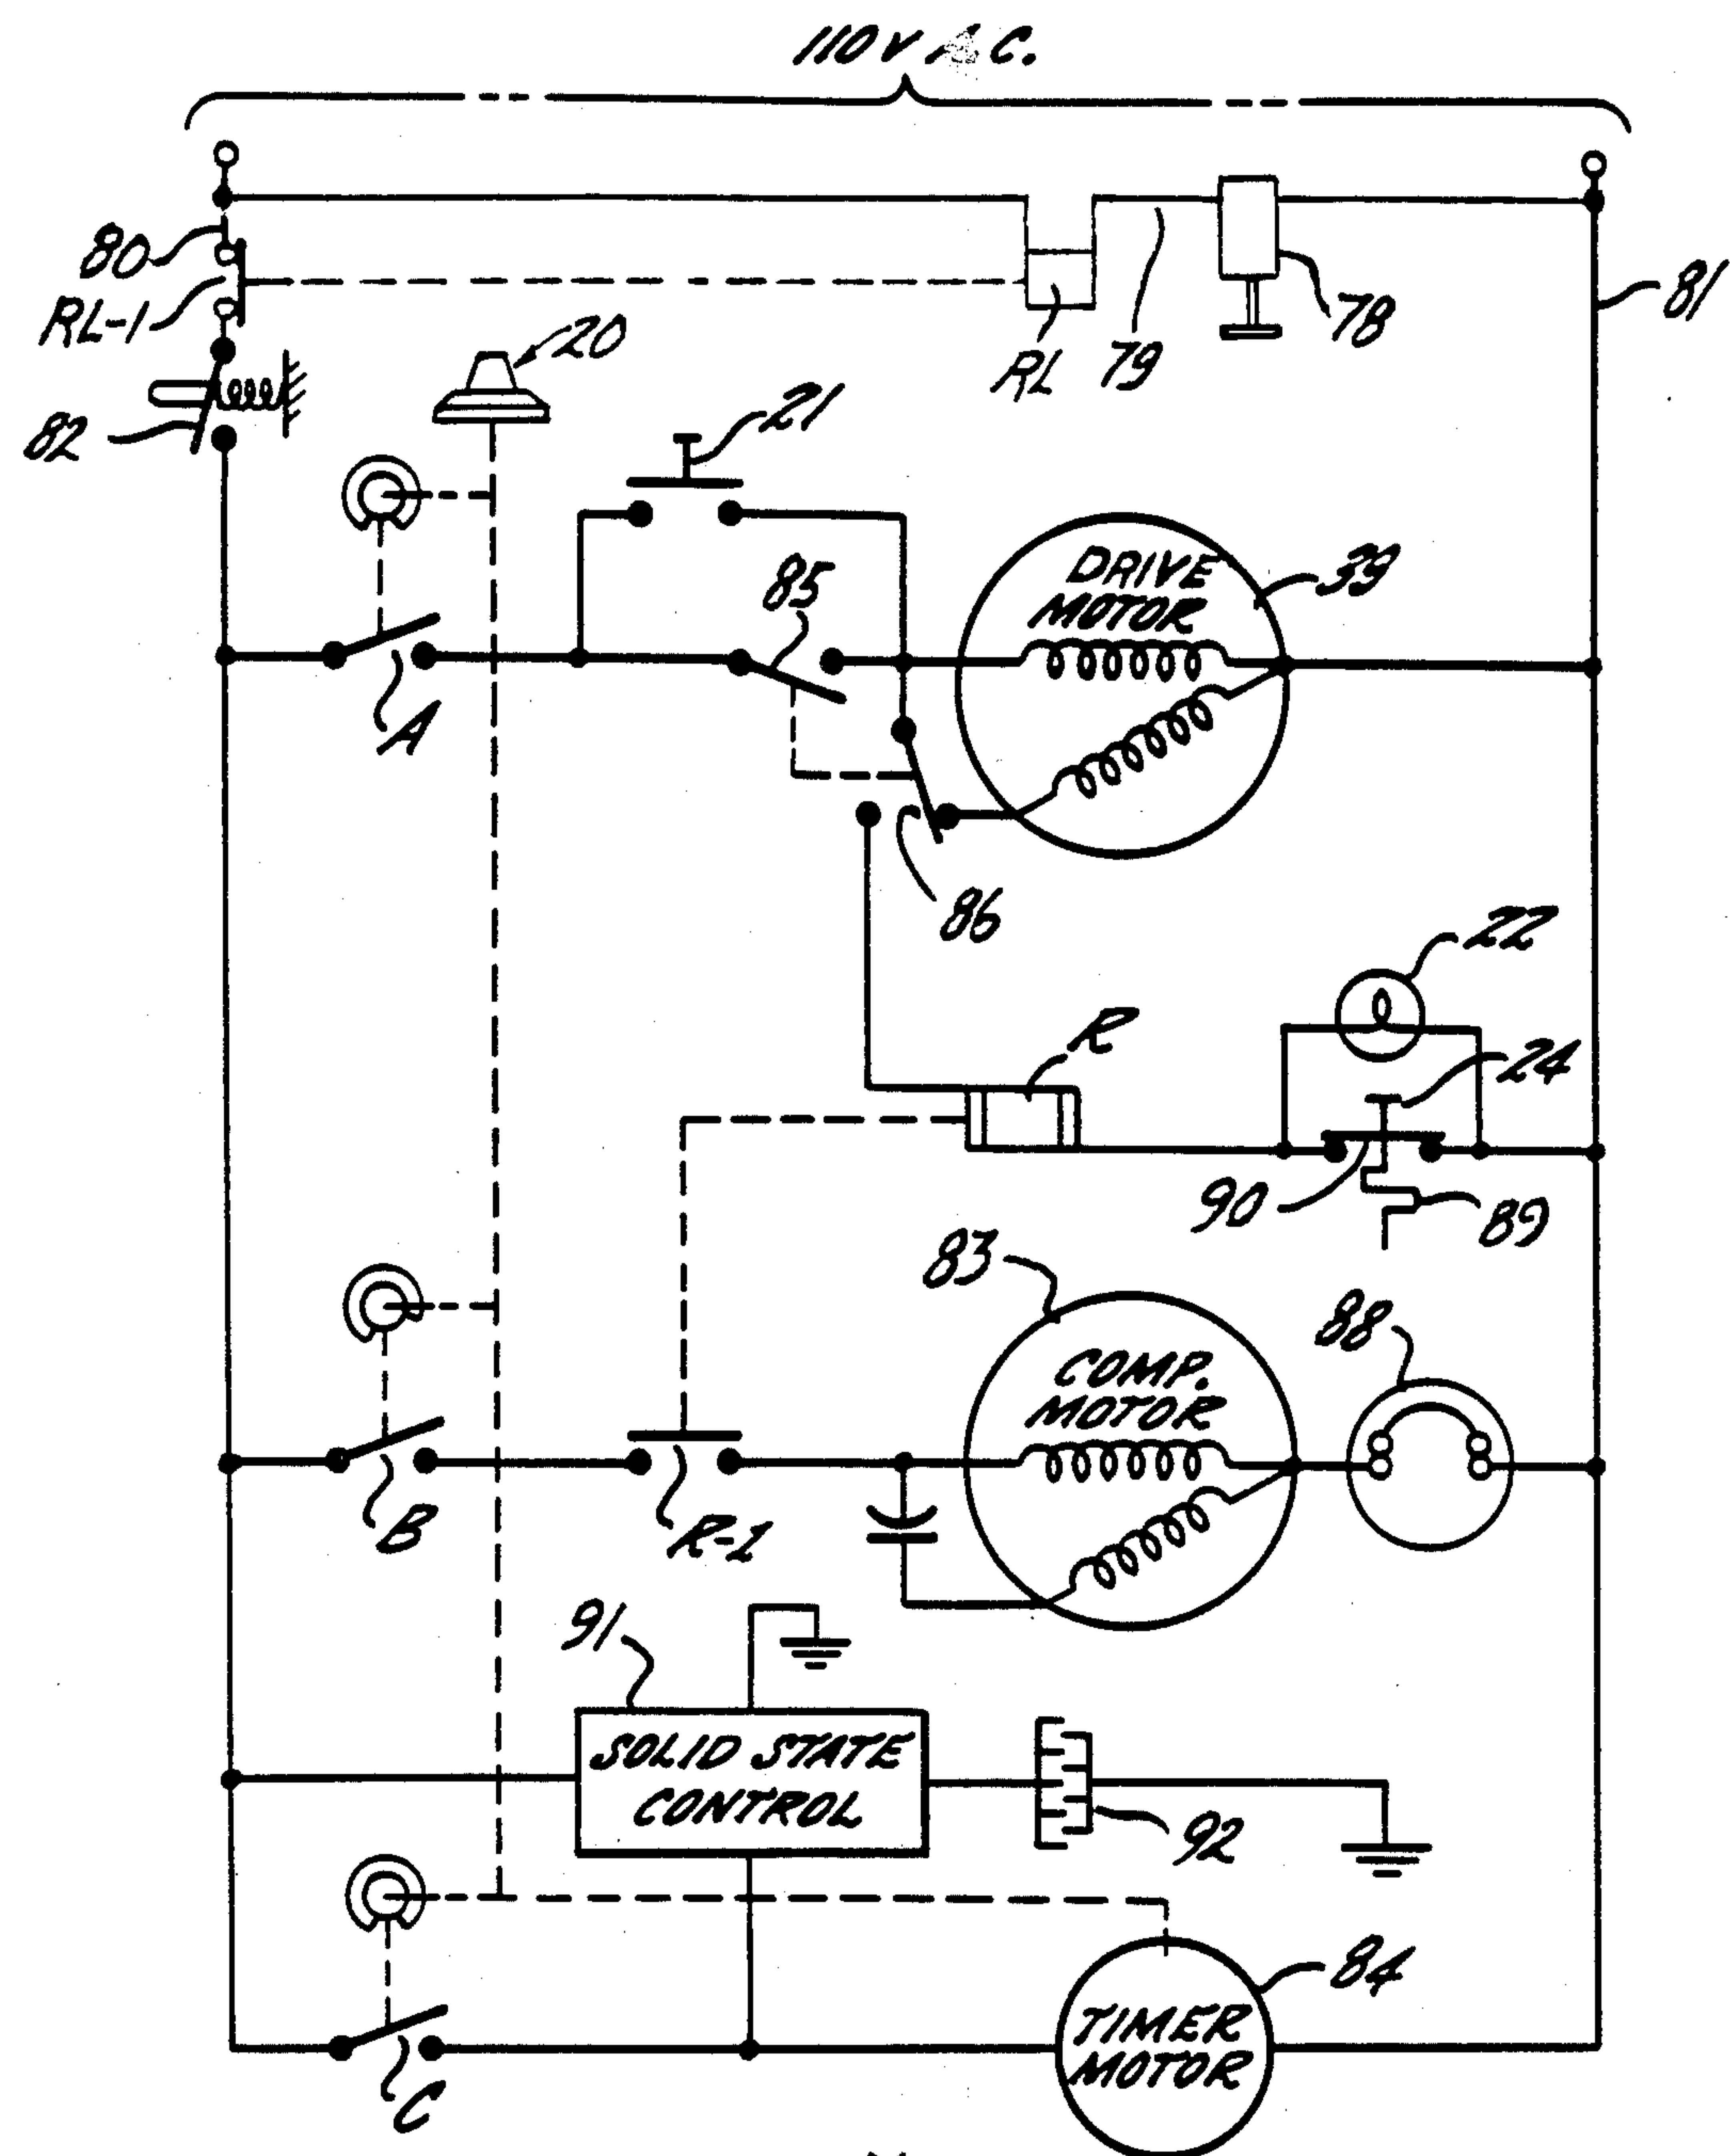 110V A.C.
80
RL-1
82
20
21
RL
79
78
81
85
DRIVE
MOTOR
39
A
86
22
R
24
90
89
83
COMP.
MOTOR
88
B
R-1
91
SOLID STATE
CONTROL
92
84
TIMER
MOTOR
C